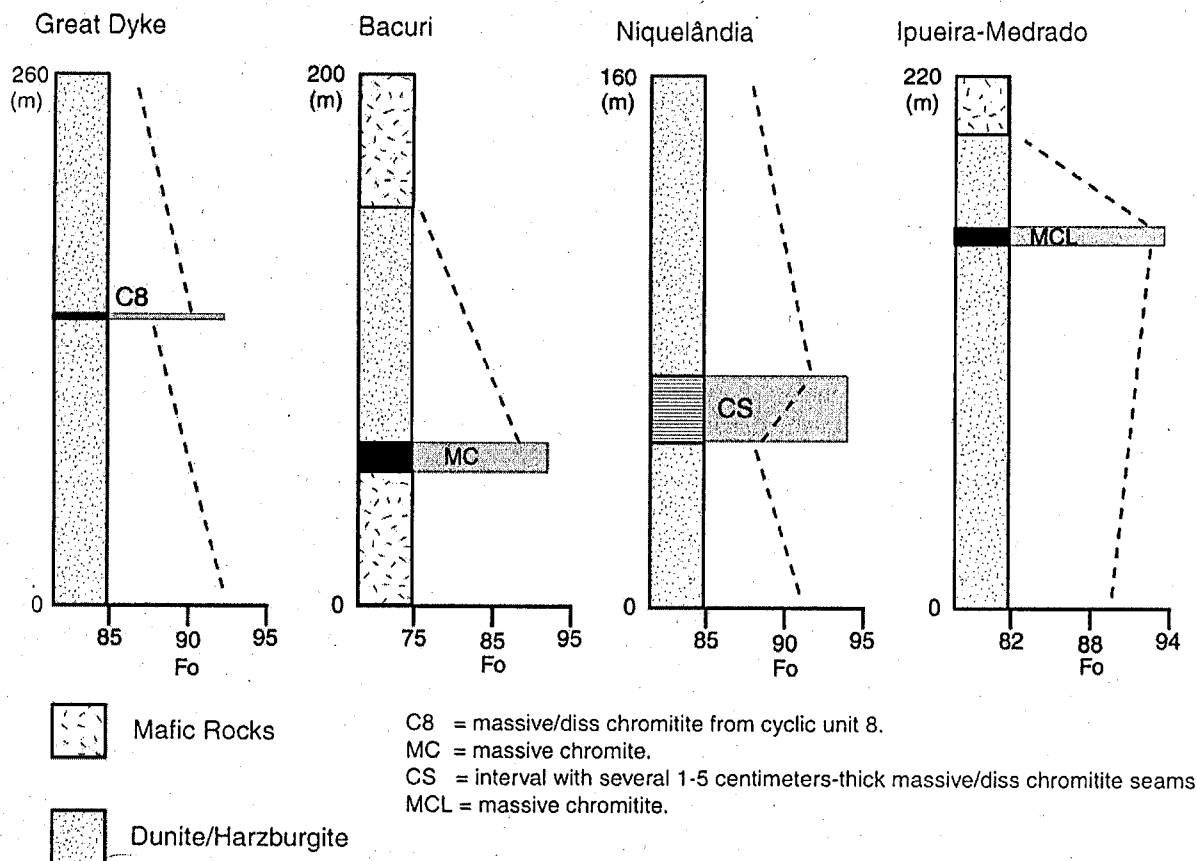 Great Dyke
Bacuri
Niquelândia
Ipueira-Medrado
260
(m)
C8
0
85 90 95
Fo
200
(m)
MC
0
75 85 95
Fo
160
(m)
CS
0
85 90 95
Fo
220
(m)
MCL
0
82 88 94
Fo
Mafic Rocks
Dunite/Harzburgite
C8 = massive/diss chromitite from cyclic unit 8.
MC = massive chromite.
CS = interval with several 1-5 centimeters-thick massive/diss chromitite seams
MCL = massive chromitite.